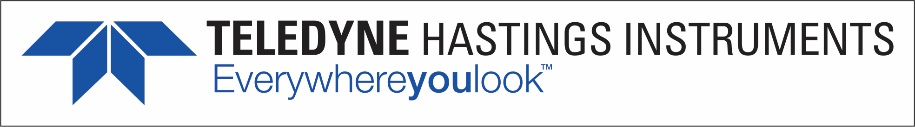 TELEDYNE HASTINGS INSTRUMENTS
Everywhereyoulook™